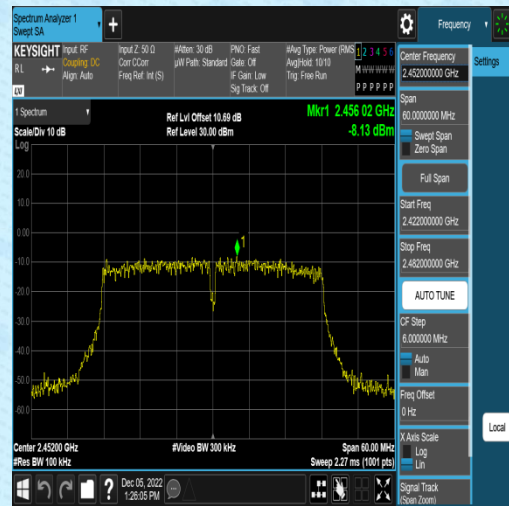 Spectrum Analyzer 1
Swept SA
+
Frequency
KEYSIGHT
Input: RF
Coupling: DC
Align: Auto
R L
LXI
Input Z: 50 Ω
Corr CCorr
Freq Ref: Int (S)
#Atten: 30 dB
µW Path: Standard
PNO: Fast
Gate: Off
IF Gain: Low
Sig Track: Off
#Avg Type: Power (RMS
Avg|Hold: 10/10
Trig: Free Run
1 2 3 4 5 6
M W W W W W
P P P P P P
1 Spectrum
Scale/Div 10 dB
Ref Lvl Offset 10.69 dB
Ref Level 30.00 dBm
Mkr1 2.456 02 GHz
-8.13 dBm
Log
20.0
10.0
0.00
-10.0
-20.0
-30.0
-40.0
-50.0
-60.0
1
Center 2.45200 GHz
#Res BW 100 kHz
#Video BW 300 kHz
Span 60.00 MHz
Sweep 2.27 ms (1001 pts)
Dec 05, 2022
1:26:05 PM
Center Frequency
2.452000000 GHz
Settings
Span
60.0000000 MHz
Swept Span
Zero Span
Full Span
Start Freq
2.422000000 GHz
Stop Freq
2.482000000 GHz
AUTO TUNE
CF Step
6.000000 MHz
Auto
Man
Freq Offset
0 Hz
X Axis Scale
Log
Lin
Signal Track
(Span Zoom)
Local